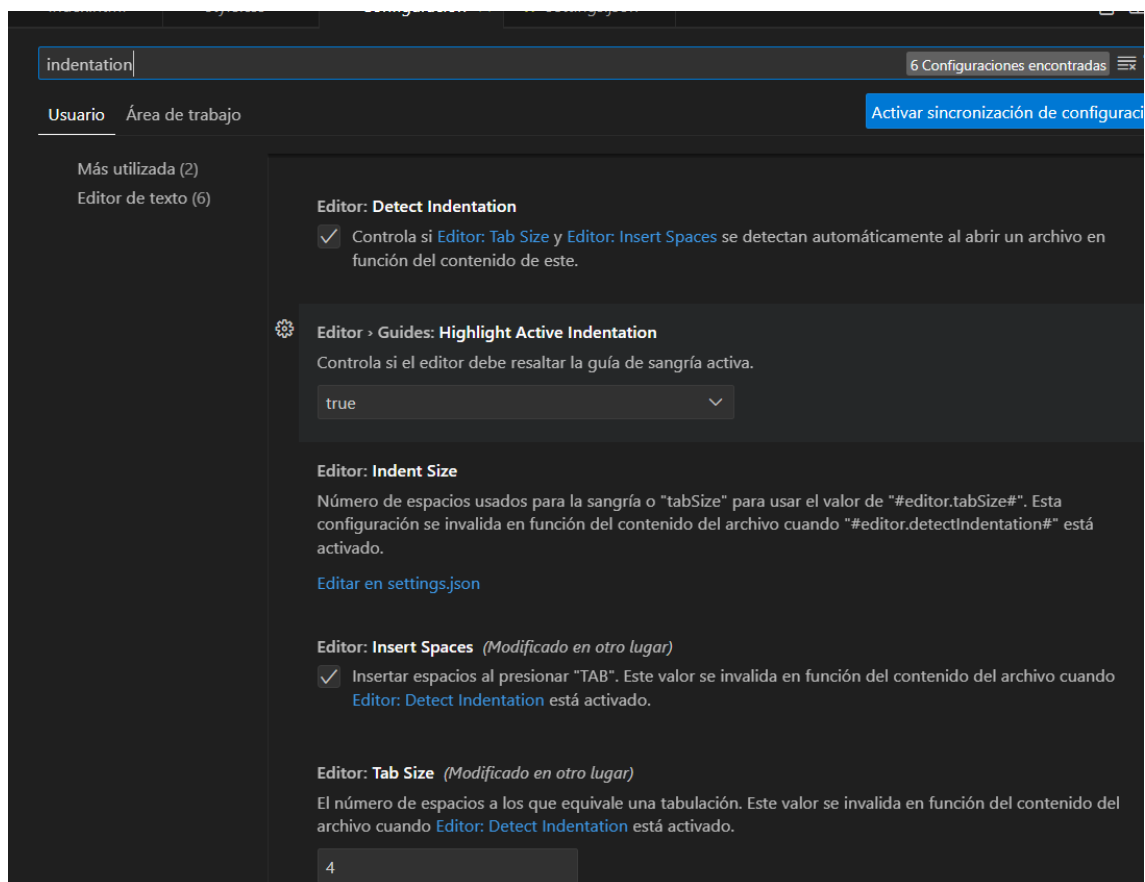 indentation
6 Configuraciones encontradas
Usuario Área de trabajo
Activar sincronización de configuraci
Más utilizada (2)
Editor de texto (6)
Editor: Detect Indentation
Controla si Editor: Tab Size y Editor: Insert Spaces se detectan automáticamente al abrir un archivo en
función del contenido de este.
Editor › Guides: Highlight Active Indentation
Controla si el editor debe resaltar la guía de sangría activa.
true
Editor: Indent Size
Número de espacios usados para la sangría o "tabSize" para usar el valor de "#editor.tabSize#". Esta
configuración se invalida en función del contenido del archivo cuando "#editor.detectIndentation#" está
activado.
Editar en settings.json
Editor: Insert Spaces (Modificado en otro lugar)
Insertar espacios al presionar "TAB". Este valor se invalida en función del contenido del archivo cuando
Editor: Detect Indentation está activado.
Editor: Tab Size (Modificado en otro lugar)
El número de espacios a los que equivale una tabulación. Este valor se invalida en función del contenido del
archivo cuando Editor: Detect Indentation está activado.
4